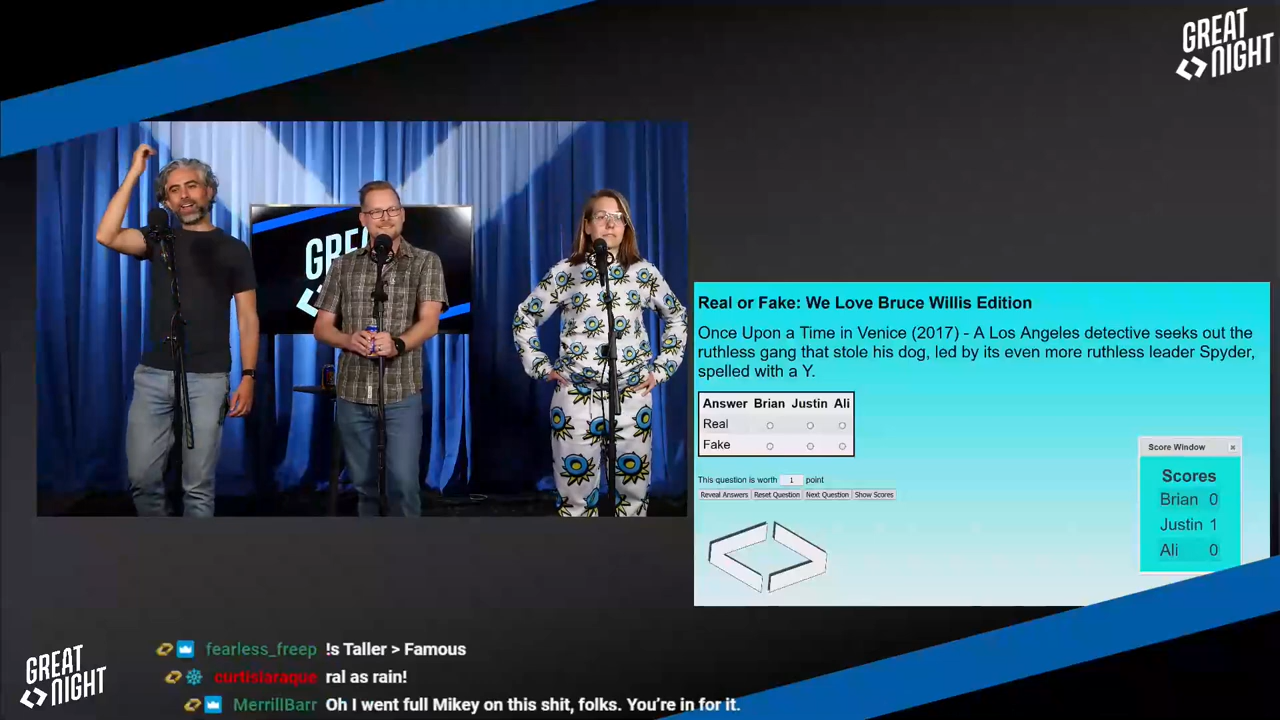 GREAT
NIGHT
GREAT
Real or Fake: We Love Bruce Willis Edition
Once Upon a Time in Venice (2017) - A Los Angeles detective seeks out the
ruthless gang that stole his dog, led by its even more ruthless leader Spyder,
spelled with a Y.
Answer Brian Justin Ali
Real
Fake
This question is worth 1 point
Reveal Answers Reset Question Next Question Show Scores
Score Window x
Scores
Brian 0
Justin 1
Ali 0
GREAT
NIGHT
fearless_freep !s Taller > Famous
curtislaraque ral as rain!
MerrillBarr Oh I went full Mikey on this shit, folks. You're in for it.